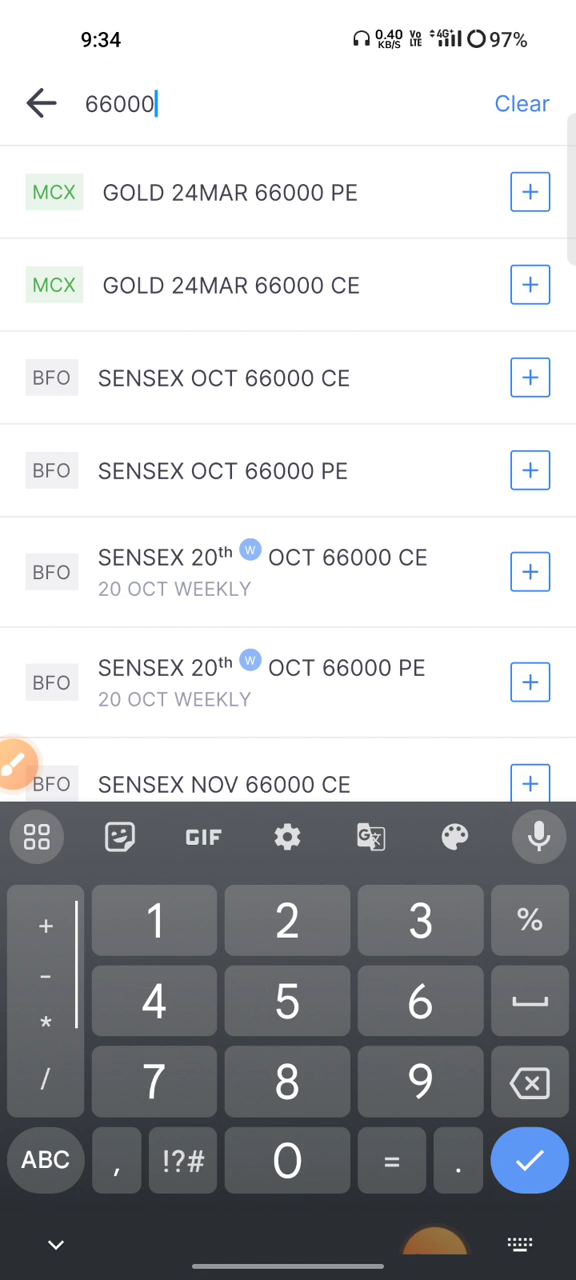 9:34 0.40 KB/S Vo LTE 4G+ 97%
66000 Clear
MCX GOLD 24MAR 66000 PE +
MCX GOLD 24MAR 66000 CE +
BFO SENSEX OCT 66000 CE +
BFO SENSEX OCT 66000 PE +
BFO SENSEX 20th W OCT 66000 CE +
20 OCT WEEKLY
BFO SENSEX 20th W OCT 66000 PE +
20 OCT WEEKLY
BFO SENSEX NOV 66000 CE +
GIF G
+ 1 2 3 %
-
* 4 5 6
/ 7 8 9
ABC , !?# 0 = .